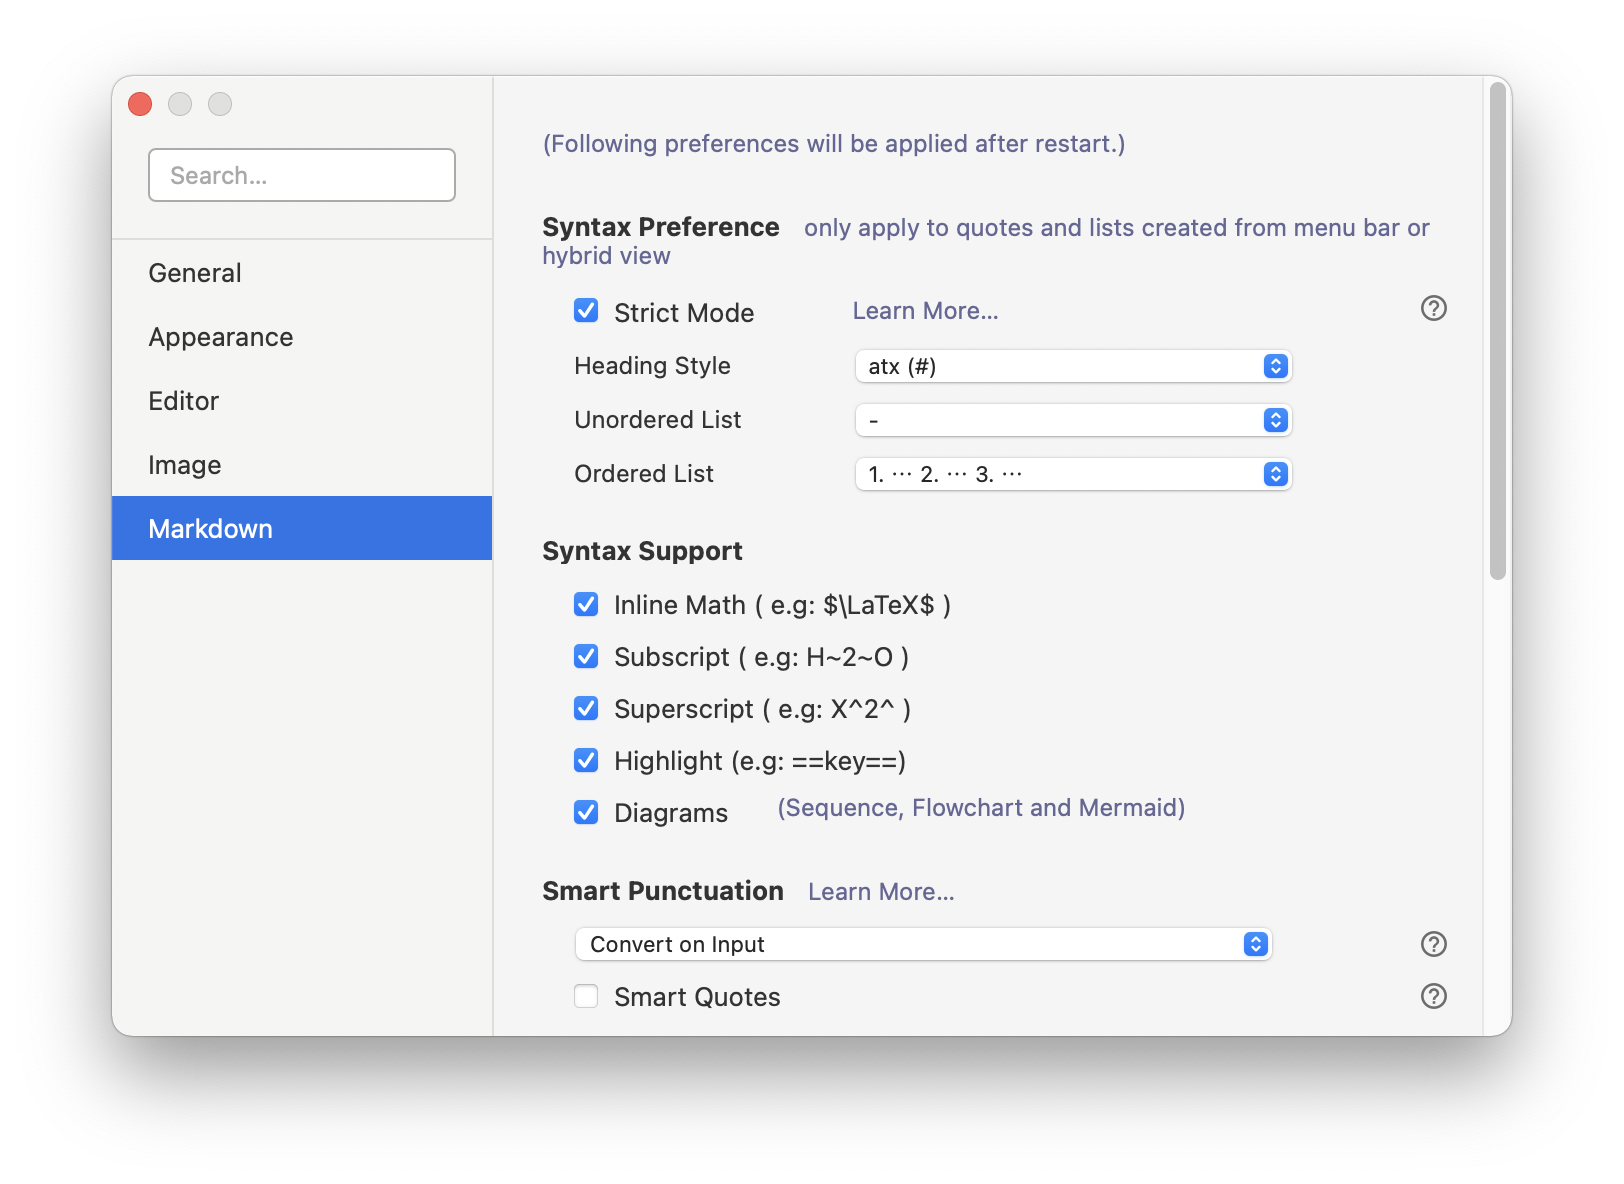 Search...
General
Appearance
Editor
Image
Markdown
(Following preferences will be applied after restart.)
Syntax Preference only apply to quotes and lists created from menu bar or
hybrid view
Strict Mode Learn More...
Heading Style atx (#)
Unordered List -
Ordered List 1. ··· 2. ··· 3. ···
Syntax Support
Inline Math ( e.g: $\LaTeX$ )
Subscript ( e.g: H~2~O )
Superscript ( e.g: X^2^ )
Highlight (e.g: ==key==)
Diagrams (Sequence, Flowchart and Mermaid)
Smart Punctuation Learn More...
Convert on Input
Smart Quotes